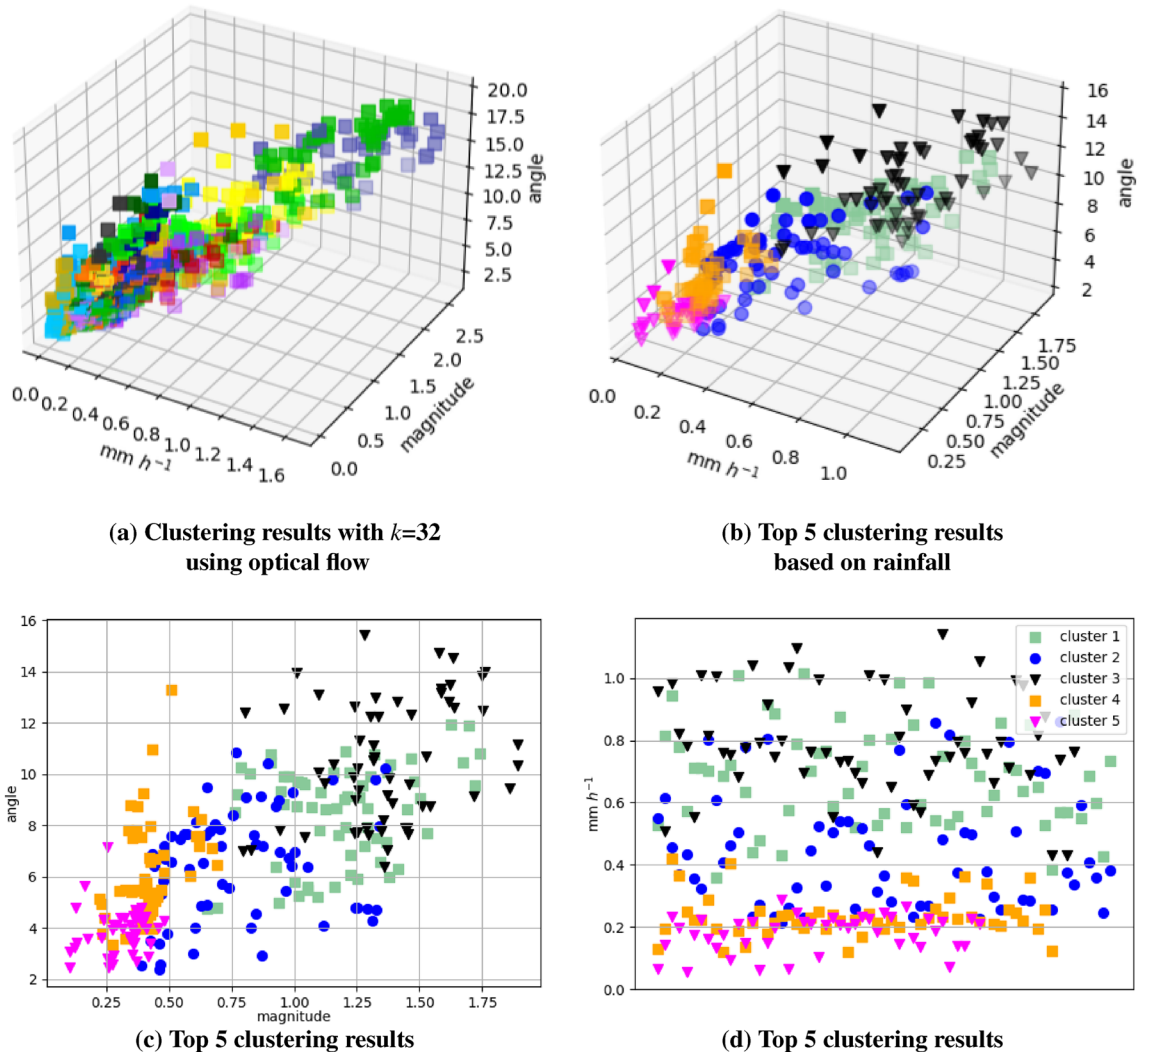 20.0
17.5
15.0
12.5
10.0
7.5
5.0
2.5
angle
2.5
2.0
1.5
1.0
0.5
0.0
magnitude
0.0 0.2 0.4 0.6 0.8 1.0 1.2 1.4 1.6
mm h⁻¹
16
14
12
10
8
6
4
2
angle
1.75
1.50
1.25
1.00
0.75
0.50
0.25
magnitude
0.0 0.2 0.4 0.6 0.8 1.0
mm h⁻¹
(a) Clustering results with k=32
using optical flow
(b) Top 5 clustering results
based on rainfall
16
14
12
10
8
6
4
2
angle
0.25 0.50 0.75 1.00 1.25 1.50 1.75
magnitude
cluster 1
cluster 2
cluster 3
cluster 4
cluster 5
1.0
0.8
0.6
0.4
0.2
0.0
mm h⁻¹
(c) Top 5 clustering results
(d) Top 5 clustering results